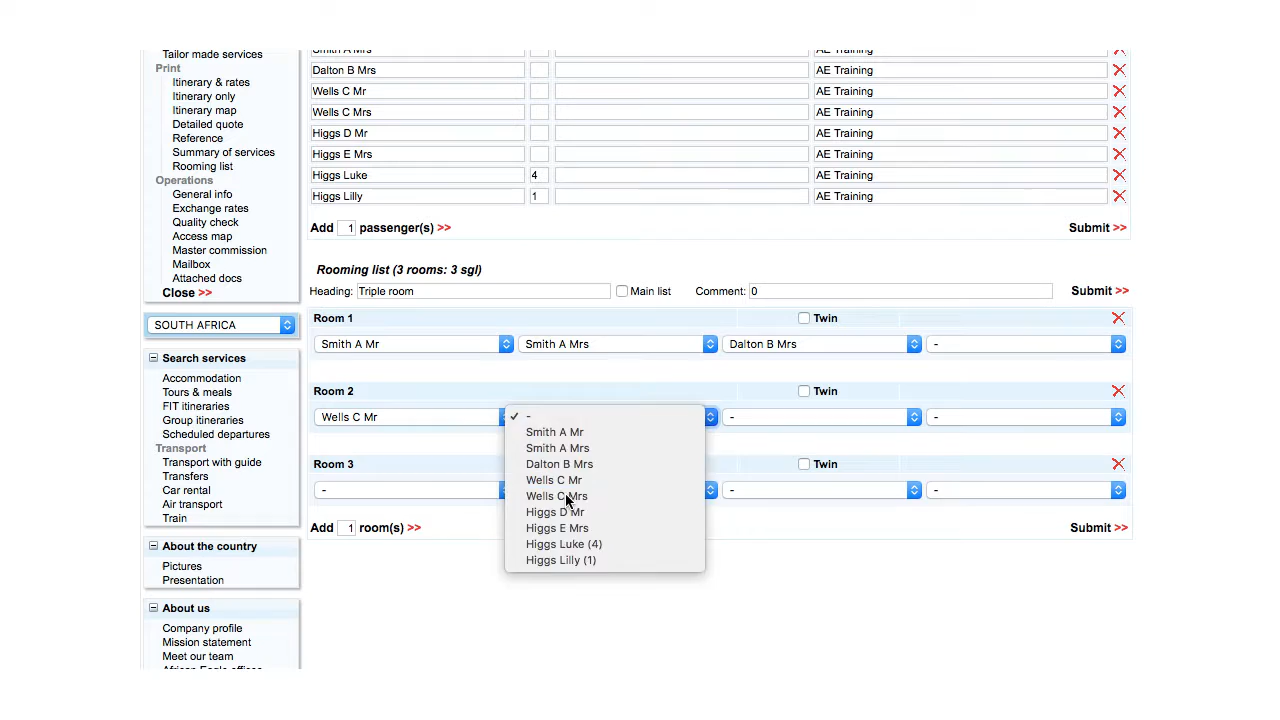 Tailor made services
Print
Itinerary & rates
Itinerary only
Itinerary map
Detailed quote
Reference
Summary of services
Rooming list
Operations
General info
Exchange rates
Quality check
Access map
Master commission
Mailbox
Attached docs
Close >>
SOUTH AFRICA
Search services
Accommodation
Tours & meals
FIT itineraries
Group itineraries
Scheduled departures
Transport
Transport with guide
Transfers
Car rental
Air transport
Train
About the country
Pictures
Presentation
About us
Company profile
Mission statement
Meet our team
African Eagle offices
Smith A Mrs AE Training
Dalton B Mrs AE Training
Wells C Mr AE Training
Wells C Mrs AE Training
Higgs D Mr AE Training
Higgs E Mrs AE Training
Higgs Luke 4 AE Training
Higgs Lilly 1 AE Training
Add 1 passenger(s) >> Submit >>
Rooming list (3 rooms: 3 sgl)
Heading: Triple room Main list Comment: 0 Submit >>
Room 1 Twin
Smith A Mr Smith A Mrs Dalton B Mrs -
Room 2 Twin
Wells C Mr - - -
Smith A Mr
Smith A Mrs
Dalton B Mrs
Wells C Mr
Wells C Mrs
Higgs D Mr
Higgs E Mrs
Higgs Luke (4)
Higgs Lilly (1)
Room 3 Twin
- - -
Add 1 room(s) >> Submit >>